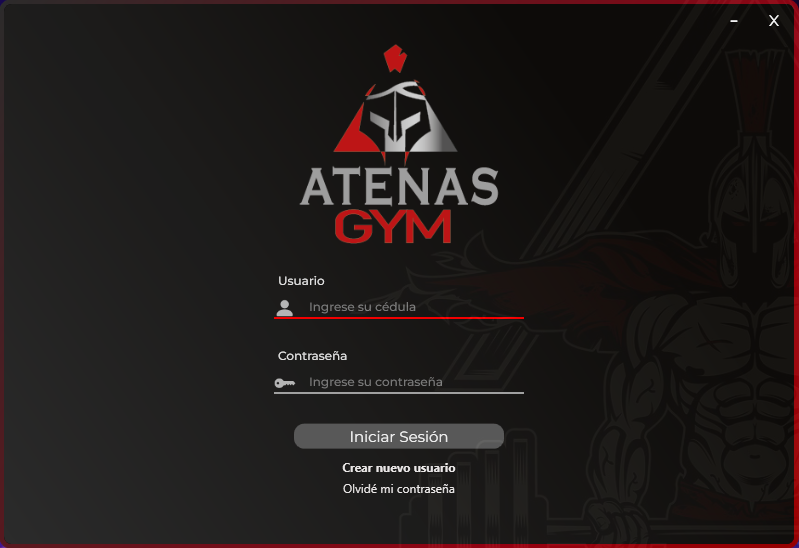 – X
ATENAS
GYM
Usuario
Ingrese su cédula
Contraseña
Ingrese su contraseña
Iniciar Sesión
Crear nuevo usuario
Olvidé mi contraseña